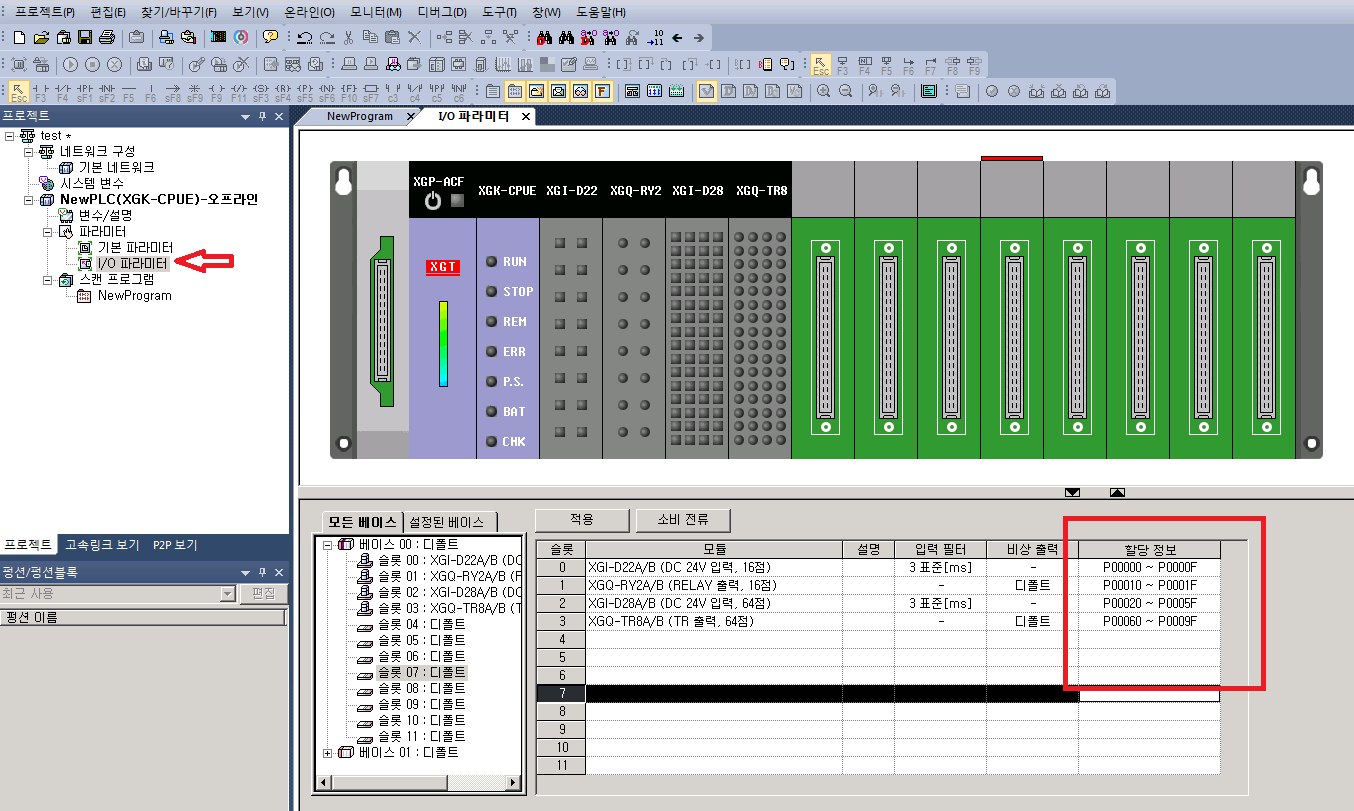 프로젝트(P) 편집(E) 찾기/바꾸기(F) 보기(V) 온라인(O) 모니터(M) 디버그(D) 도구(T) 창(W) 도움말(H)
Esc F3 F4 F5 F6 F7 F8 F9
Esc F3 F4 sF1 sF2 F5 F6 sF8 sF9 F9 F11 sF3 sF4 sF5 sF6 F10 sF7 c3 c4 c5 c6
프로젝트
NewProgram I/O 파라미터
test *
네트워크 구성
기본 네트워크
시스템 변수
NewPLC(XGK-CPUE)-오프라인
변수/설명
파라미터
기본 파라미터
I/O 파라미터
스캔 프로그램
NewProgram
XGP-ACF XGK-CPUE XGI-D22 XGQ-RY2 XGI-D28 XGQ-TR8
XGT
RUN
STOP
REM
ERR
P.S.
BAT
CHK
프로젝트 고속링크 보기 P2P 보기
펑션/펑션블록
최근 사용 편집
펑션 이름
모든 베이스 설정된 베이스
베이스 00 : 디폴트
슬롯 00 : XGI-D22A/B (DC
슬롯 01 : XGQ-RY2A/B (F
슬롯 02 : XGI-D28A/B (DC
슬롯 03 : XGQ-TR8A/B (T
슬롯 04 : 디폴트
슬롯 05 : 디폴트
슬롯 06 : 디폴트
슬롯 07 : 디폴트
슬롯 08 : 디폴트
슬롯 09 : 디폴트
슬롯 10 : 디폴트
슬롯 11 : 디폴트
베이스 01 : 디폴트
적용 소비 전류
슬롯 모듈 설명 입력 필터 비상 출력 할당 정보
0 XGI-D22A/B (DC 24V 입력, 16점) 3 표준[ms] - P00000 ~ P0000F
1 XGQ-RY2A/B (RELAY 출력, 16점) - 디폴트 P00010 ~ P0001F
2 XGI-D28A/B (DC 24V 입력, 64점) 3 표준[ms] - P00020 ~ P0005F
3 XGQ-TR8A/B (TR 출력, 64점) - 디폴트 P00060 ~ P0009F
4
5
6
7
8
9
10
11